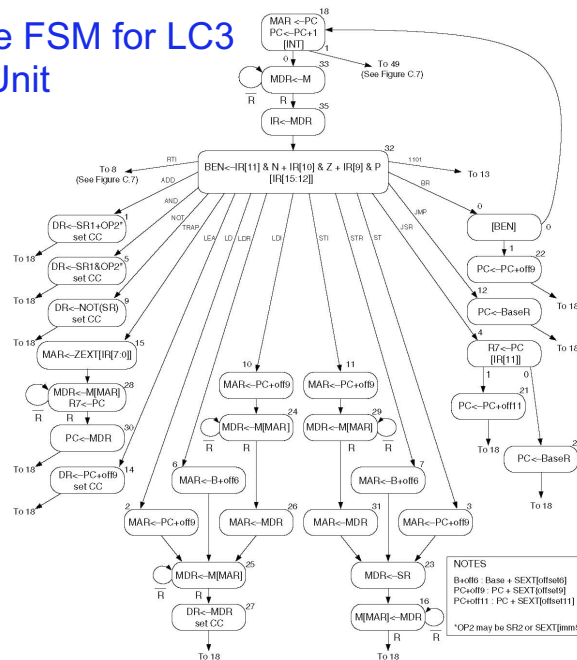 e FSM for LC3
Unit
18
MAR <-PC
PC<-PC+1
[INT]
0
1
To 49
(See Figure C.7)
33
MDR<-M
R
R
35
IR<-MDR
32
BEN<-IR[11] & N + IR[10] & Z + IR[9] & P
[IR[15:12]]
RTI
To 8
(See Figure C.7)
ADD
AND
NOT
TRAP
LEA
LD
LDR
LDI
STI
STR
ST
JSR
JMP
BR
1101
To 13
1
DR<-SR1+OP2*
set CC
To 18
5
DR<-SR1&OP2*
set CC
To 18
9
DR<-NOT(SR)
set CC
To 18
15
MAR<-ZEXT[IR[7:0]]
28
MDR<-M[MAR]
R7<-PC
R
R
30
PC<-MDR
To 18
14
DR<-PC+off9
set CC
To 18
0
[BEN]
0
1
22
PC<-PC+off9
To 18
12
PC<-BaseR
To 18
4
R7<-PC
[IR[11]]
1
0
21
PC<-PC+off11
To 18
2
PC<-BaseR
To 18
10
MAR<-PC+off9
11
MAR<-PC+off9
24
MDR<-M[MAR]
R
R
29
MDR<-M[MAR]
R
R
6
MAR<-B+off6
7
MAR<-B+off6
2
MAR<-PC+off9
26
MAR<-MDR
31
MAR<-MDR
3
MAR<-PC+off9
25
MDR<-M[MAR]
R
R
27
DR<-MDR
set CC
To 18
23
MDR<-SR
16
M[MAR]<-MDR
R
R
To 18
NOTES
B+off6 : Base + SEXT[offset6]
PC+off9 : PC + SEXT[offset9]
PC+off11 : PC + SEXT[offset11]
*OP2 may be SR2 or SEXT[imm5